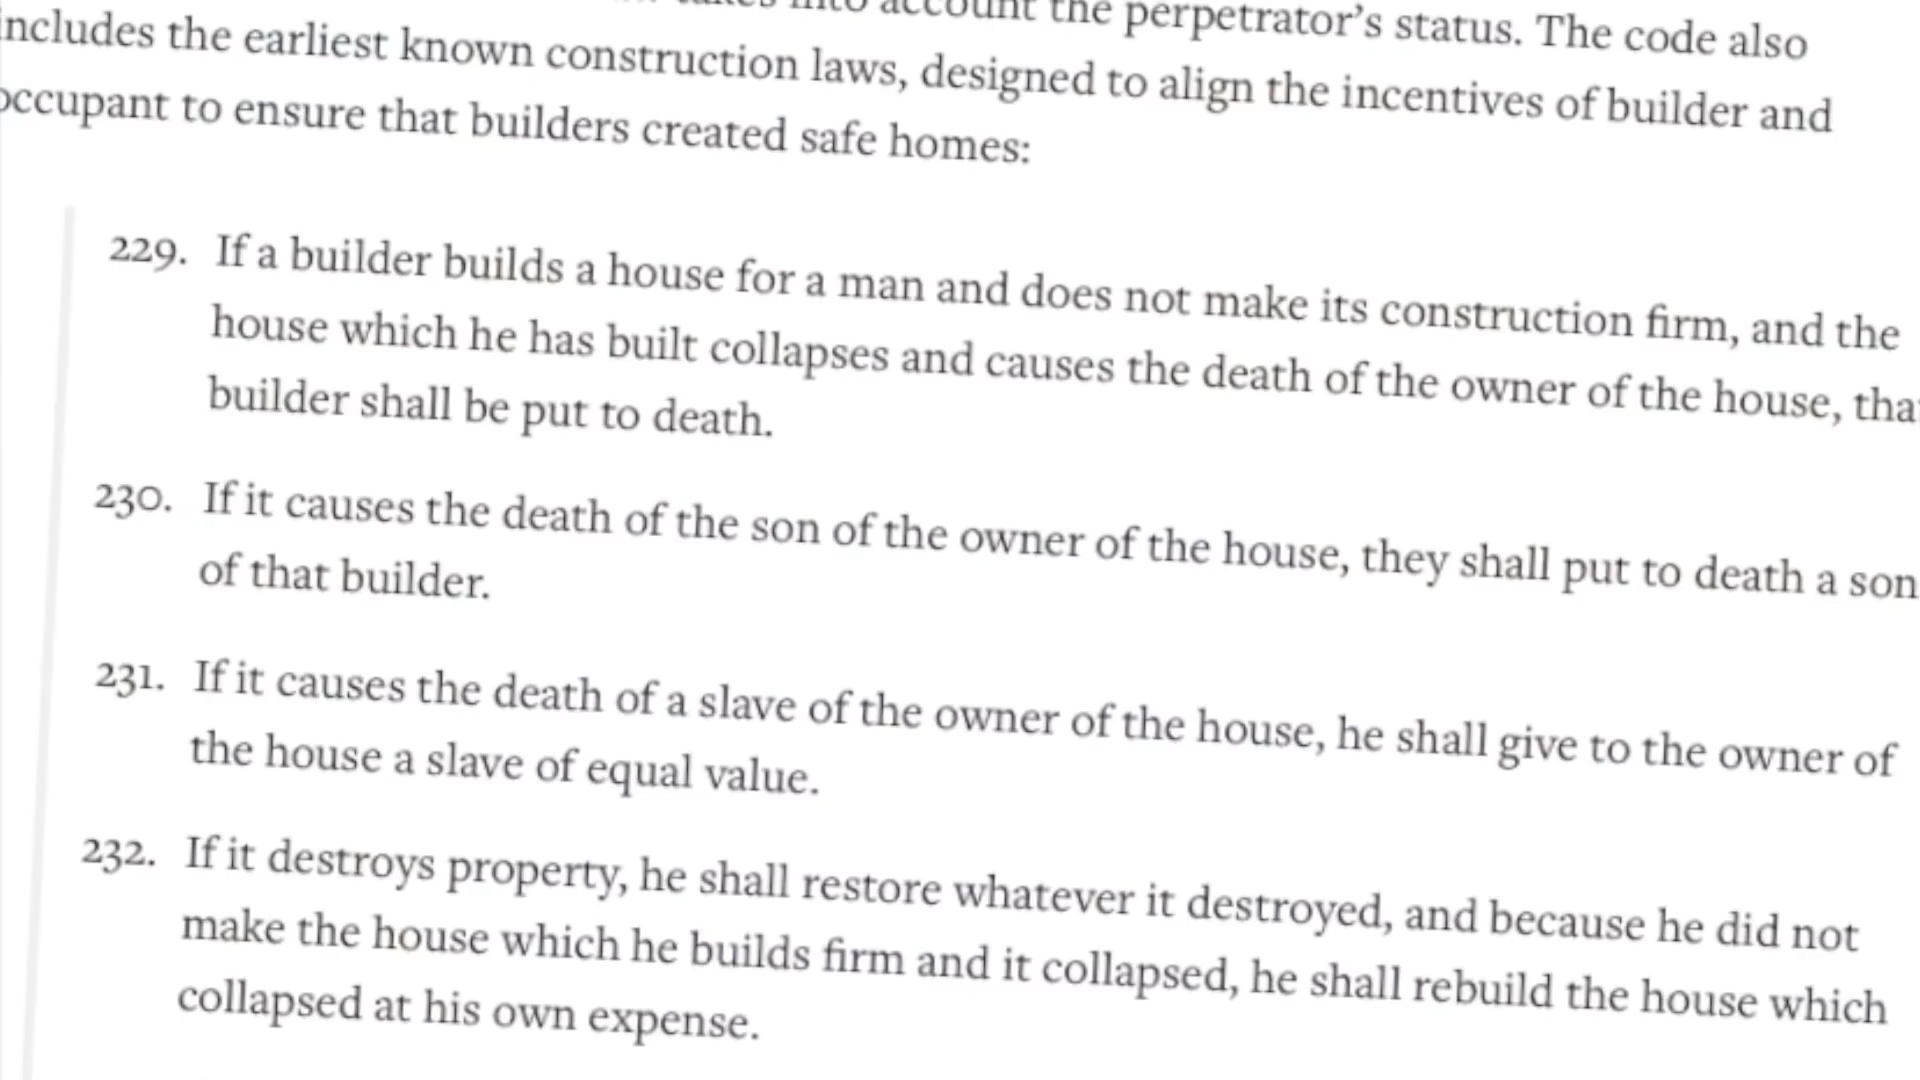 into account the perpetrator's status. The code also
includes the earliest known construction laws, designed to align the incentives of builder and
occupant to ensure that builders created safe homes:
229. If a builder builds a house for a man and does not make its construction firm, and the
house which he has built collapses and causes the death of the owner of the house, that
builder shall be put to death.
230. If it causes the death of the son of the owner of the house, they shall put to death a son
of that builder.
231. If it causes the death of a slave of the owner of the house, he shall give to the owner of
the house a slave of equal value.
232. If it destroys property, he shall restore whatever it destroyed, and because he did not
make the house which he builds firm and it collapsed, he shall rebuild the house which
collapsed at his own expense.